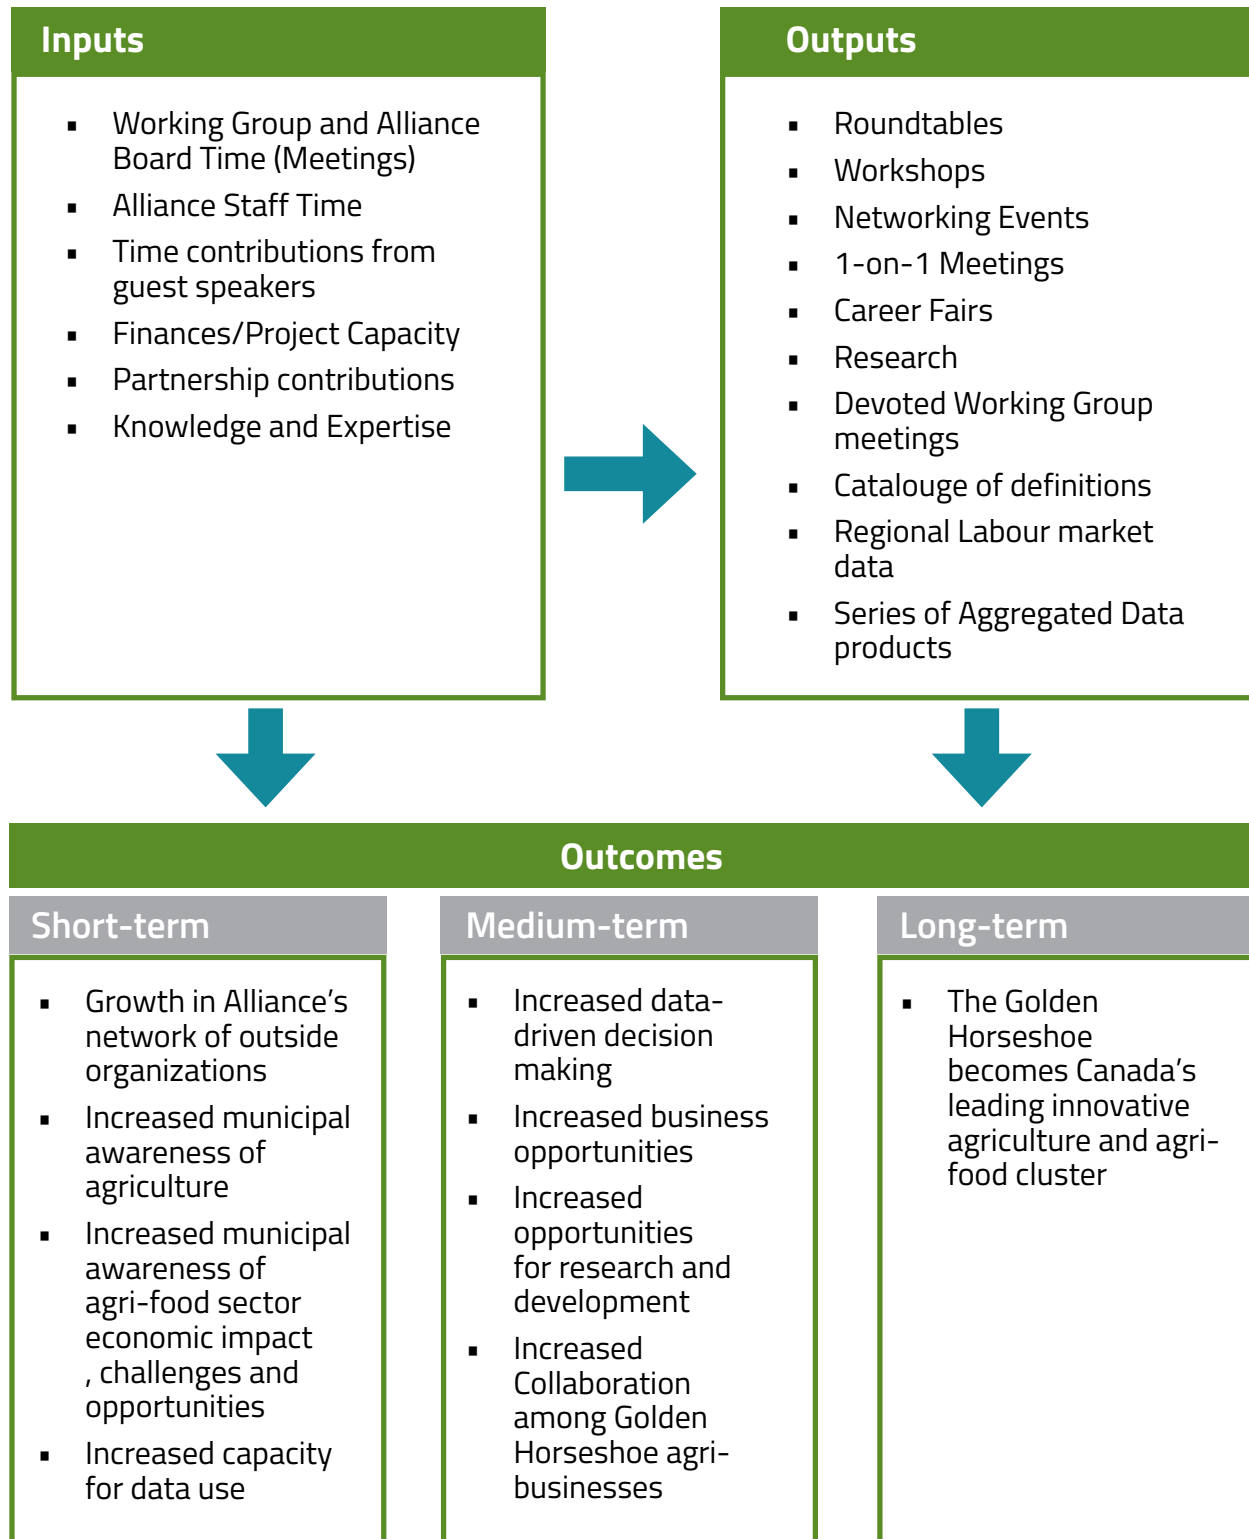 Inputs
▪ Working Group and Alliance
Board Time (Meetings)
▪ Alliance Staff Time
▪ Time contributions from
guest speakers
▪ Finances/Project Capacity
▪ Partnership contributions
▪ Knowledge and Expertise
Outputs
▪ Roundtables
▪ Workshops
▪ Networking Events
▪ 1-on-1 Meetings
▪ Career Fairs
▪ Research
▪ Devoted Working Group
meetings
▪ Catalouge of definitions
▪ Regional Labour market
data
▪ Series of Aggregated Data
products
Outcomes
Short-term
▪ Growth in Alliance’s
network of outside
organizations
▪ Increased municipal
awareness of
agriculture
▪ Increased municipal
awareness of
agri-food sector
economic impact
, challenges and
opportunities
▪ Increased capacity
for data use
Medium-term
▪ Increased data-
driven decision
making
▪ Increased business
opportunities
▪ Increased
opportunities
for research and
development
▪ Increased
Collaboration
among Golden
Horseshoe agri-
businesses
Long-term
▪ The Golden
Horseshoe
becomes Canada’s
leading innovative
agriculture and agri-
food cluster